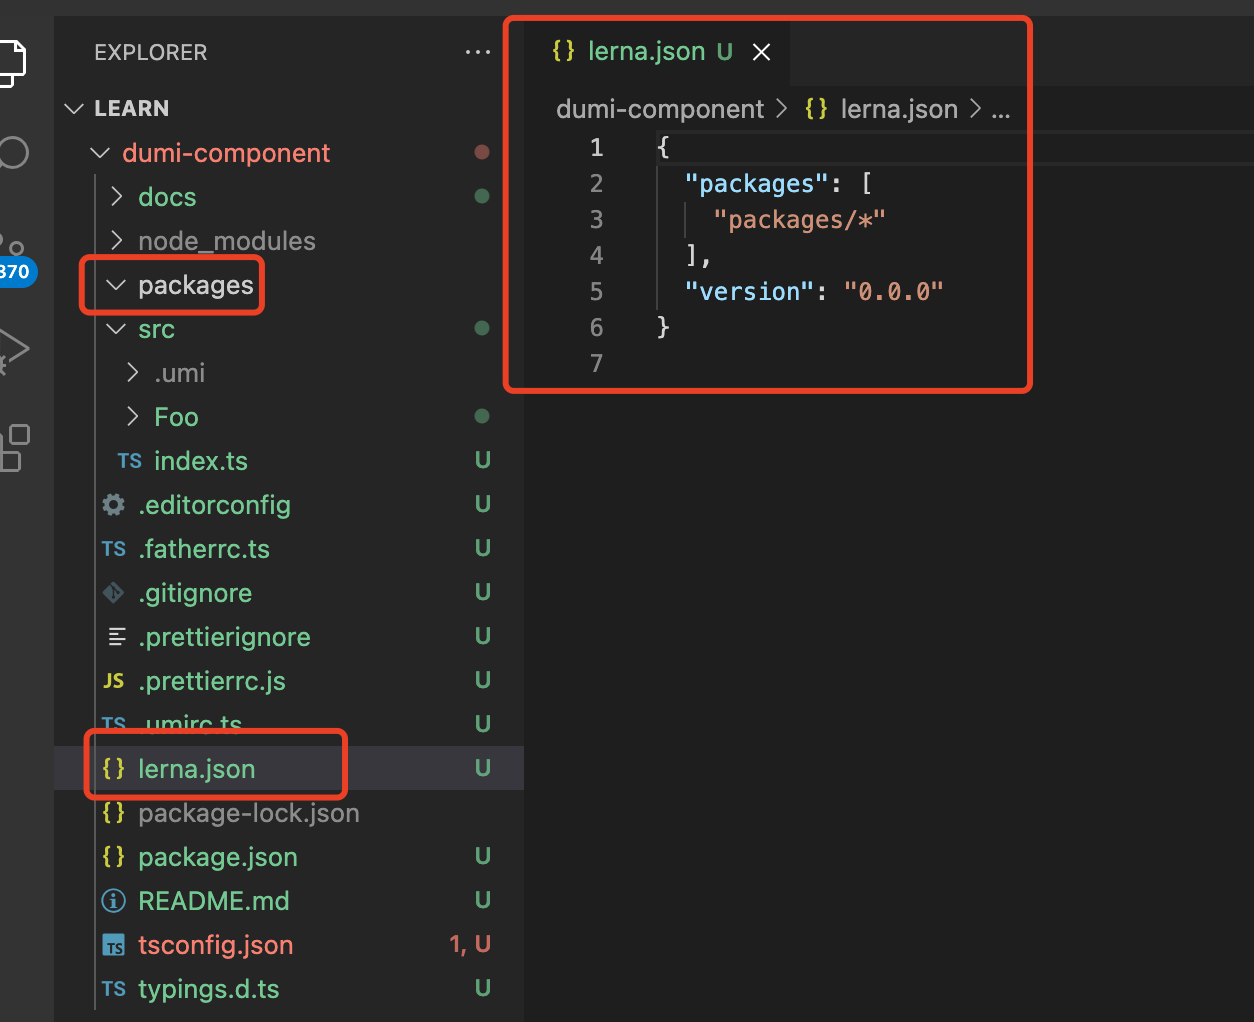 EXPLORER ...
LEARN
dumi-component
docs
node_modules
packages
src
.umi
Foo
TS index.ts U
.editorconfig U
TS .fatherrc.ts U
.gitignore U
.prettierignore U
JS .prettierrc.js U
TS .umirc.ts U
{} lerna.json U
{} package-lock.json
{} package.json U
README.md U
TS tsconfig.json 1, U
TS typings.d.ts U
370
{} lerna.json U
dumi-component > {} lerna.json > ...
1 {
2 "packages": [
3 "packages/*"
4 ],
5 "version": "0.0.0"
6 }
7